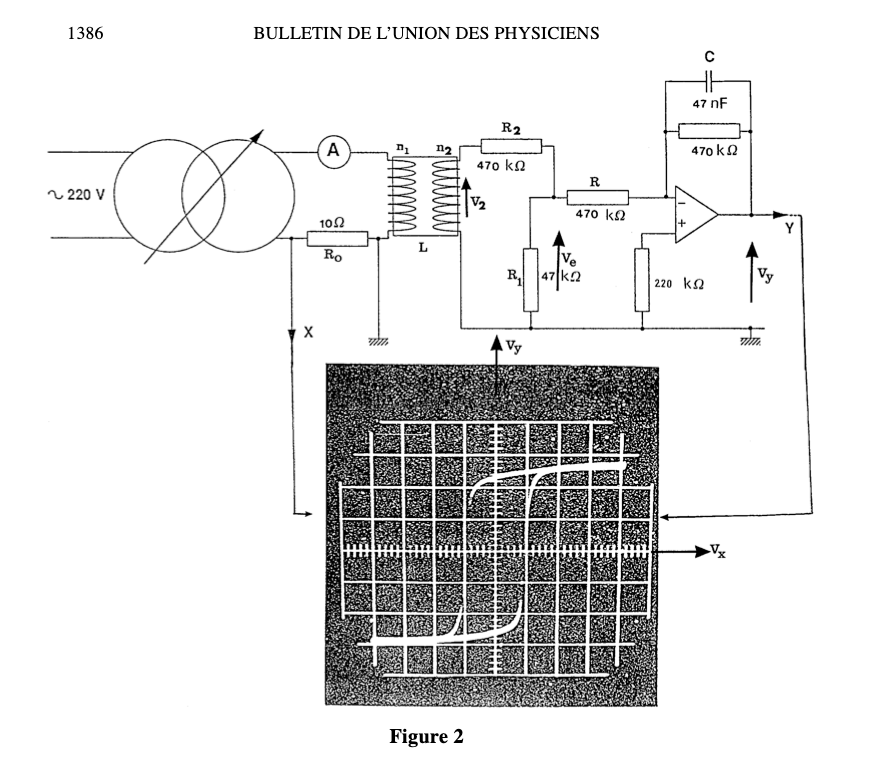 1386 BULLETIN DE L'UNION DES PHYSICIENS
C
47 nF
470 kΩ
R₂
470 kΩ
n₁ n₂
A
~ 220 V
V₂
R
470 kΩ
−
+
10Ω
R₀
L
Vₑ
R₁ 47 kΩ
220 kΩ
Y
Vy
X
Vy
Vx
Figure 2